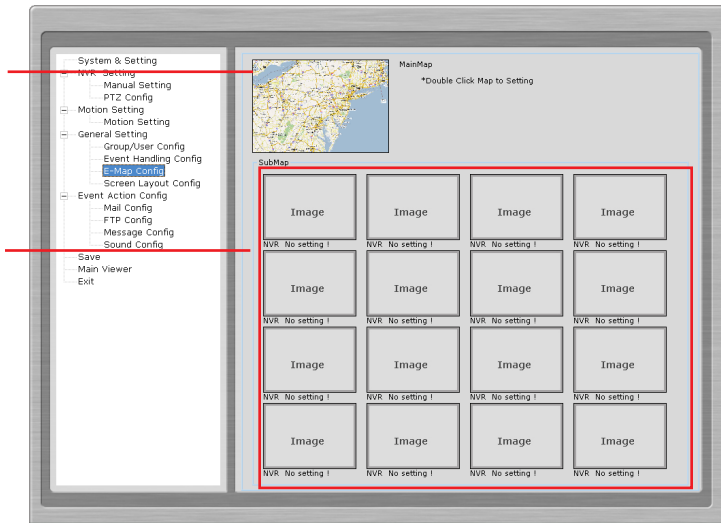 System & Setting
NVR Setting
Manual Setting
PTZ Config
Motion Setting
Motion Setting
General Setting
Group/User Config
Event Handling Config
E-Map Config
Screen Layout Config
Event Action Config
Mail Config
FTP Config
Message Config
Sound Config
Save
Main Viewer
Exit
MainMap
*Double Click Map to Setting
SubMap
Image Image Image Image
NVR No setting ! NVR No setting ! NVR No setting ! NVR No setting !
Image Image Image Image
NVR No setting ! NVR No setting ! NVR No setting ! NVR No setting !
Image Image Image Image
NVR No setting ! NVR No setting ! NVR No setting ! NVR No setting !
Image Image Image Image
NVR No setting ! NVR No setting ! NVR No setting ! NVR No setting !